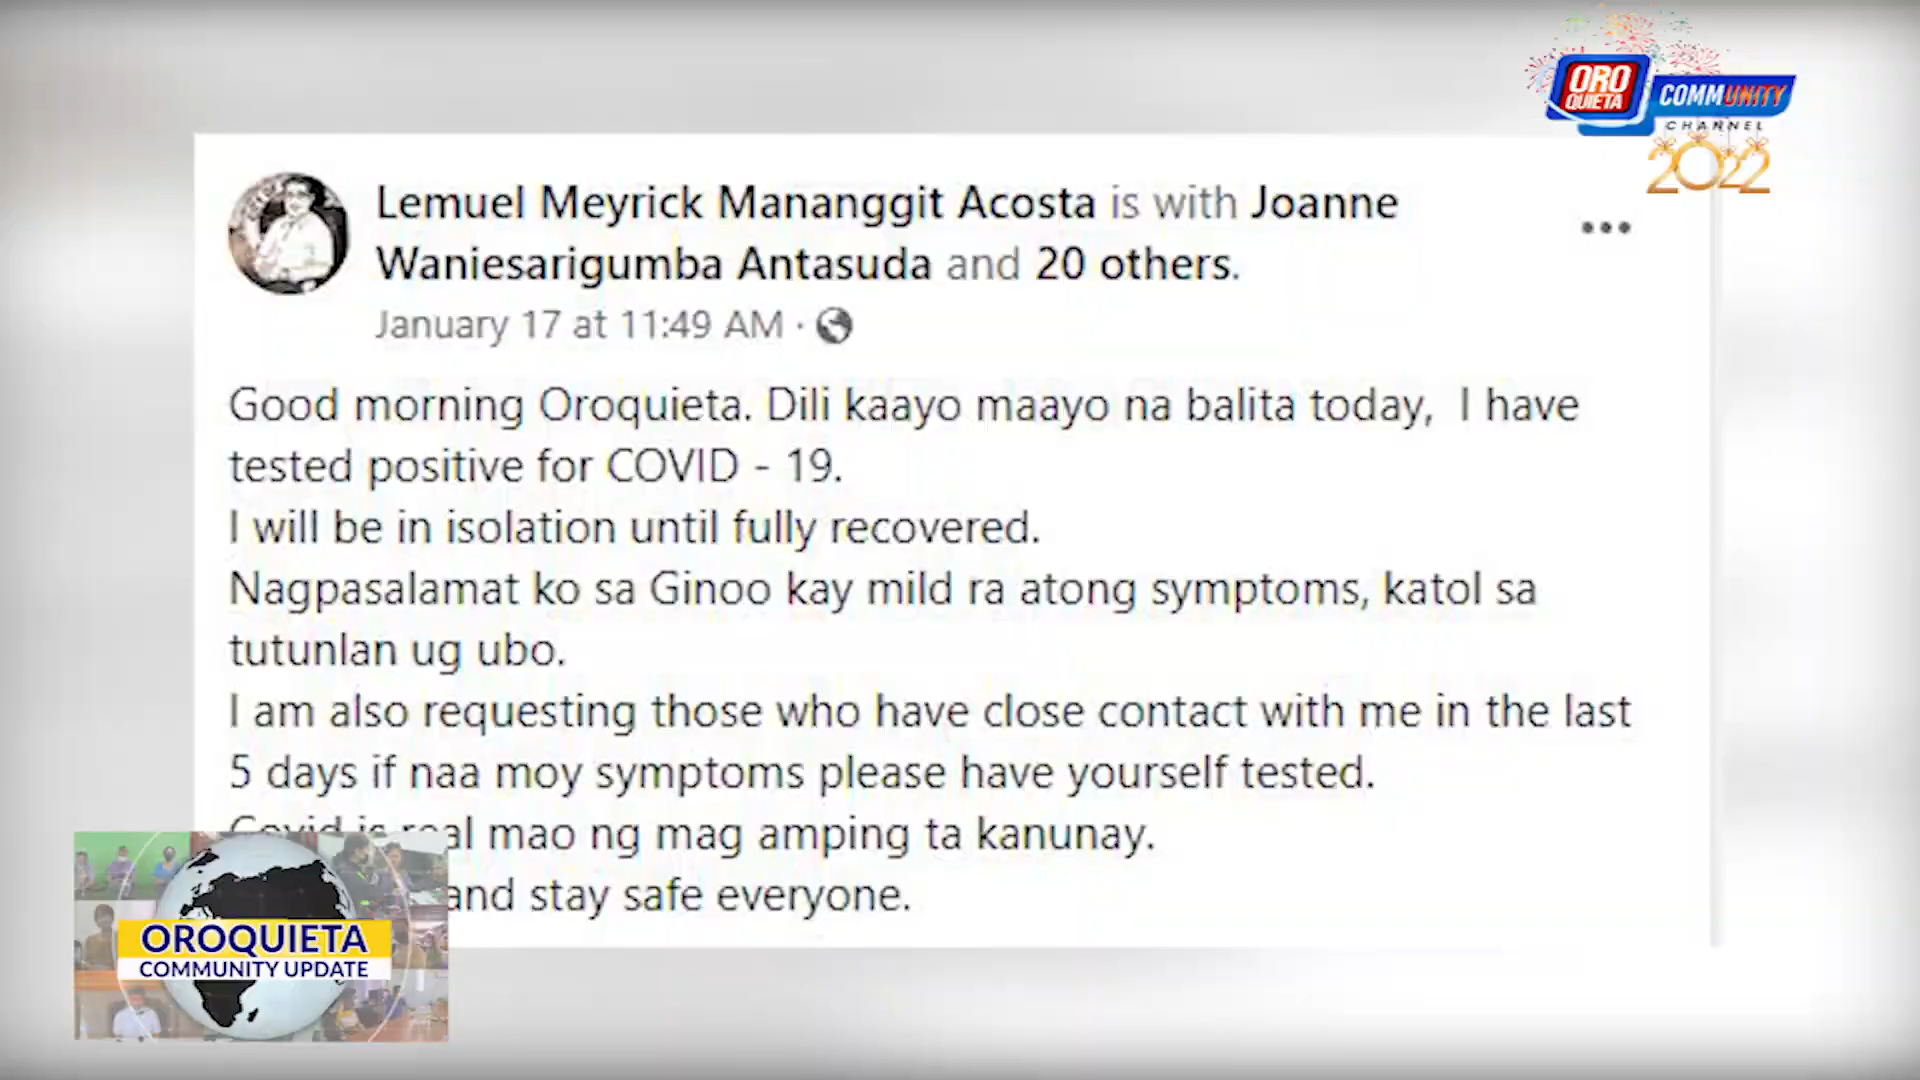 ORO
QUIETA
COMMUNITY
CHANNEL
2022
Lemuel Meyrick Mananggit Acosta is with Joanne
Waniesarigumba Antasuda and 20 others.
January 17 at 11:49 AM ·
Good morning Oroquieta. Dili kaayo maayo na balita today, I have
tested positive for COVID - 19.
I will be in isolation until fully recovered.
Nagpasalamat ko sa Ginoo kay mild ra atong symptoms, katol sa
tutunlan ug ubo.
I am also requesting those who have close contact with me in the last
5 days if naa moy symptoms please have yourself tested.
Covid is real mao ng mag amping ta kanunay.
and stay safe everyone.
OROQUIETA
COMMUNITY UPDATE